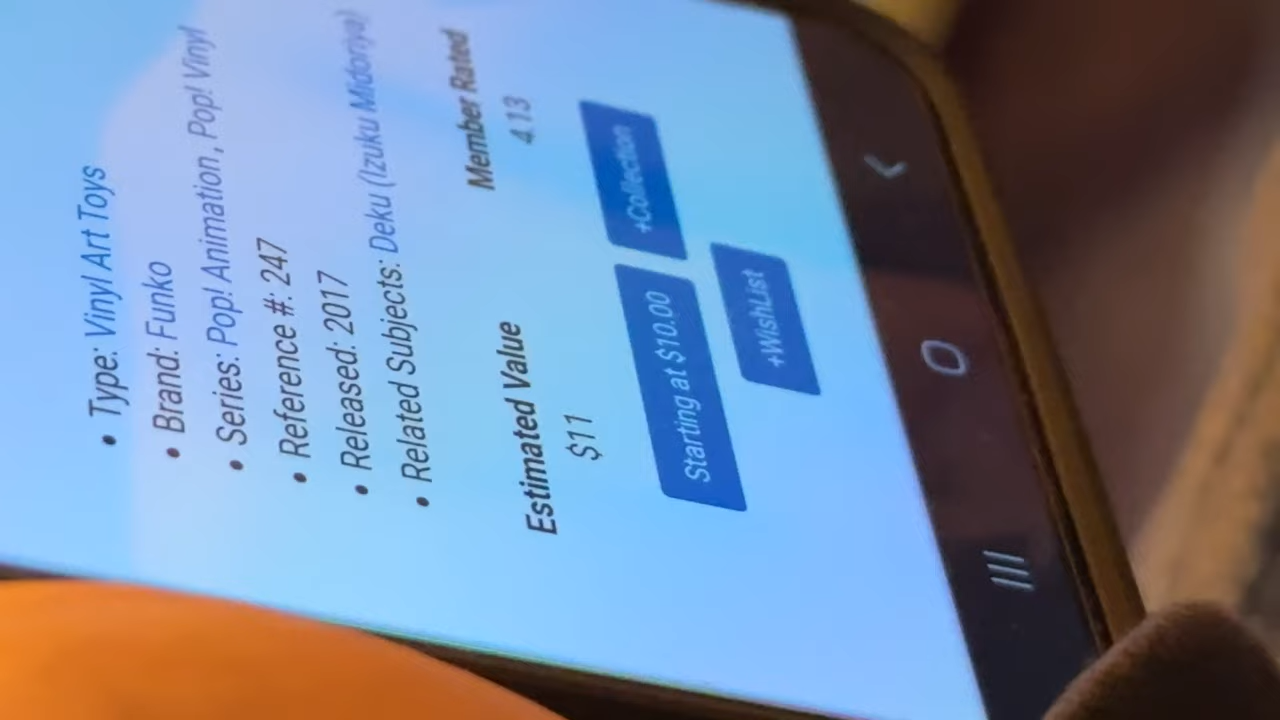 • Type: Vinyl Art Toys
• Brand: Funko
• Series: Pop! Animation, Pop! Vinyl
• Reference #: 247
• Released: 2017
• Related Subjects: Deku (Izuku Midoriya)
Estimated Value
$11
Member Rated
4.13
Starting at $10.00
+Collection
+WishList